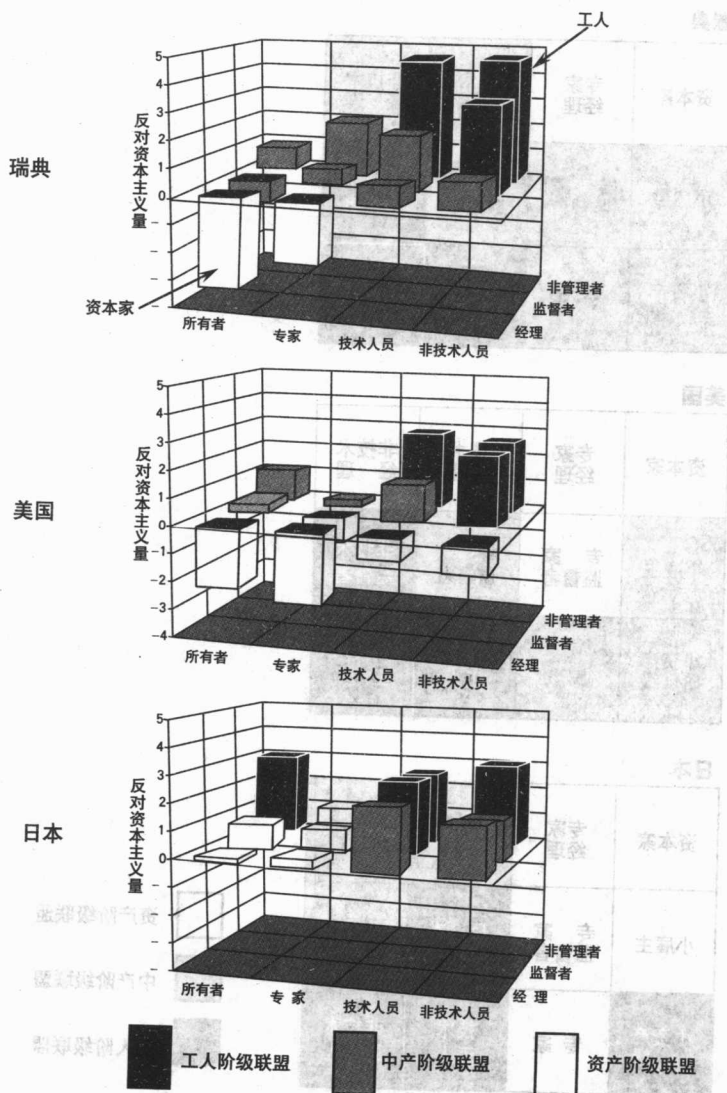 工人
5
4
3
2
1
0
反对资本主义量
瑞典
资本家
所有者
专家
技术人员
非技术人员
非管理者
监督者
经理
5
4
3
2
1
0
−1
−2
−3
−4
反对资本主义量
美国
所有者
专家
技术人员
非技术人员
非管理者
监督者
经理
5
4
3
2
1
0
反对资本主义量
日本
所有者
专家
技术人员
非技术人员
非管理者
监督者
经理
工人阶级联盟 中产阶级联盟 资产阶级联盟